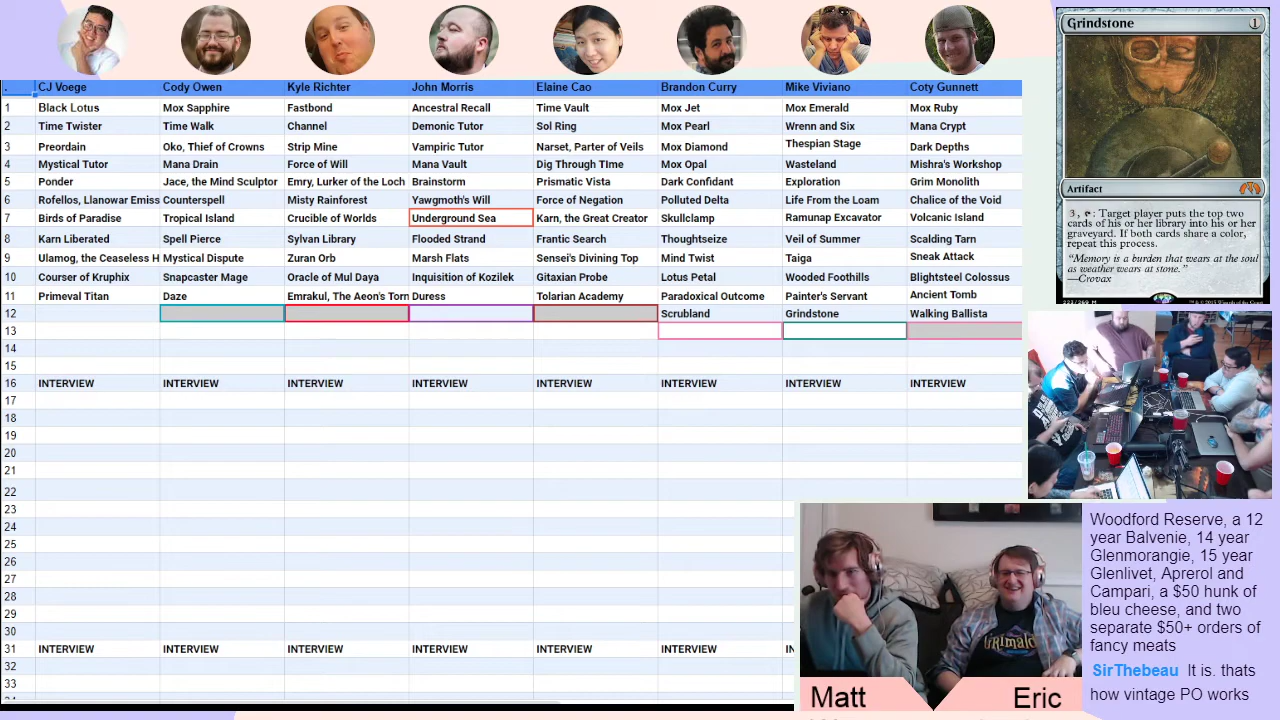 . CJ Voege Cody Owen Kyle Richter John Morris Elaine Cao Brandon Curry Mike Viviano Coty Gunnett
1 Black Lotus Mox Sapphire Fastbond Ancestral Recall Time Vault Mox Jet Mox Emerald Mox Ruby
2 Time Twister Time Walk Channel Demonic Tutor Sol Ring Mox Pearl Wrenn and Six Mana Crypt
3 Preordain Oko, Thief of Crowns Strip Mine Vampiric Tutor Narset, Parter of Veils Mox Diamond Thespian Stage Dark Depths
4 Mystical Tutor Mana Drain Force of Will Mana Vault Dig Through TIme Mox Opal Wasteland Mishra's Workshop
5 Ponder Jace, the Mind Sculptor Emry, Lurker of the Loch Brainstorm Prismatic Vista Dark Confidant Exploration Grim Monolith
6 Rofellos, Llanowar Emiss Counterspell Misty Rainforest Yawgmoth's Will Force of Negation Polluted Delta Life From the Loam Chalice of the Void
7 Birds of Paradise Tropical Island Crucible of Worlds Underground Sea Karn, the Great Creator Skullclamp Ramunap Excavator Volcanic Island
8 Karn Liberated Spell Pierce Sylvan Library Flooded Strand Frantic Search Thoughtseize Veil of Summer Scalding Tarn
9 Ulamog, the Ceaseless H Mystical Dispute Zuran Orb Marsh Flats Sensei's Divining Top Mind Twist Taiga Sneak Attack
10 Courser of Kruphix Snapcaster Mage Oracle of Mul Daya Inquisition of Kozilek Gitaxian Probe Lotus Petal Wooded Foothills Blightsteel Colossus
11 Primeval Titan Daze Emrakul, The Aeon's Torn Duress Tolarian Academy Paradoxical Outcome Painter's Servant Ancient Tomb
12 Scrubland Grindstone Walking Ballista
13
14
15
16 INTERVIEW INTERVIEW INTERVIEW INTERVIEW INTERVIEW INTERVIEW INTERVIEW INTERVIEW
17
18
19
20
21
22
23
24
25
26
27
28
29
30
31 INTERVIEW INTERVIEW INTERVIEW INTERVIEW INTERVIEW INTERVIEW IN
32
33
Grindstone 1
Artifact
3, : Target player puts the top two
cards of his or her library into his or her
graveyard. If both cards share a color,
repeat this process.
"Memory is a burden that wears at the soul
as weather wears at stone."
—Crovax
GRIMALD
Matt Eric
Woodford Reserve, a 12
year Balvenie, 14 year
Glenmorangie, 15 year
Glenlivet, Aprerol and
Campari, a $50 hunk of
bleu cheese, and two
separate $50+ orders of
fancy meats
SirThebeau It is. thats
how vintage PO works